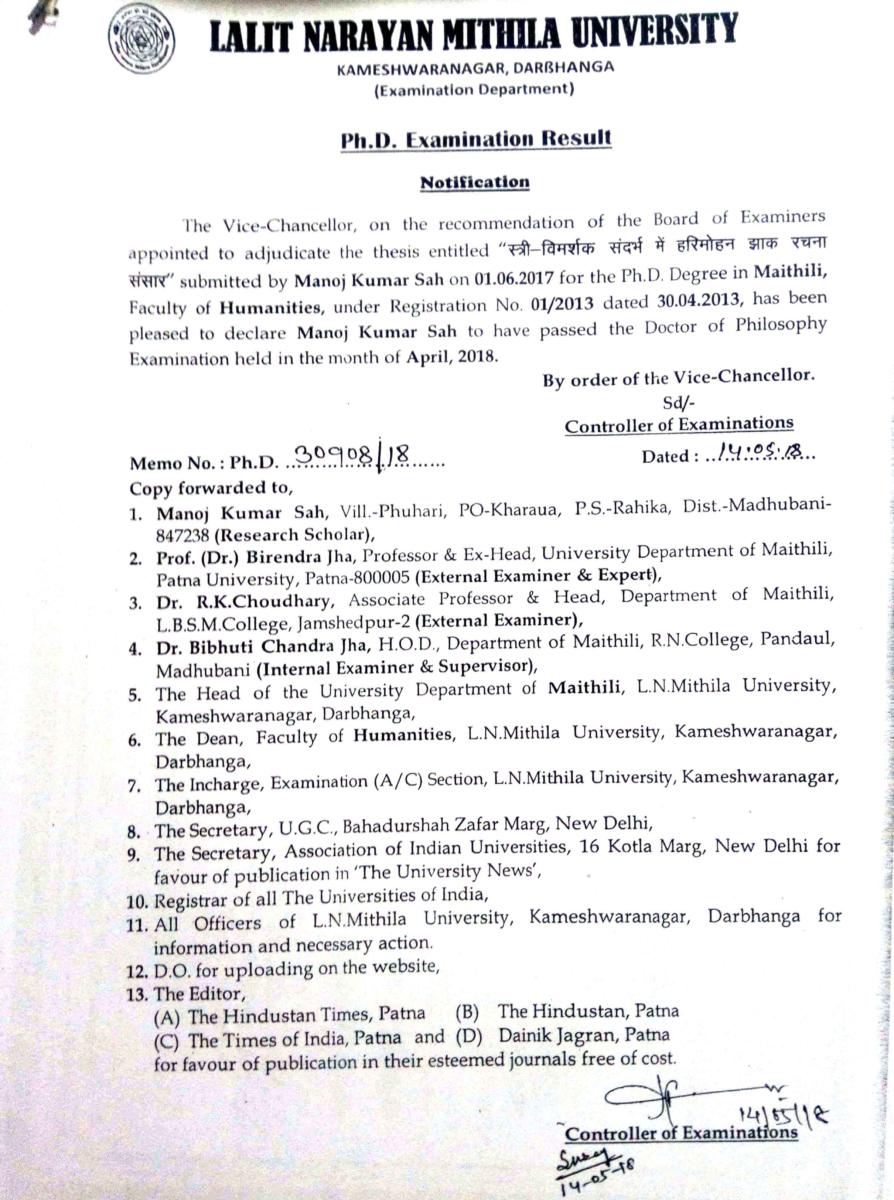 LALIT NARAYAN MITHILA UNIVERSITY
KAMESHWARANAGAR, DARBHANGA
(Examination Department)
Ph.D. Examination Result
Notification
The Vice-Chancellor, on the recommendation of the Board of Examiners
appointed to adjudicate the thesis entitled "स्त्री–विमर्शक संदर्भ में हरिमोहन झाक रचना
संसार" submitted by Manoj Kumar Sah on 01.06.2017 for the Ph.D. Degree in Maithili,
Faculty of Humanities, under Registration No. 01/2013 dated 30.04.2013, has been
pleased to declare Manoj Kumar Sah to have passed the Doctor of Philosophy
Examination held in the month of April, 2018.
By order of the Vice-Chancellor.
Sd/-
Controller of Examinations
Memo No. : Ph.D. 30908/18 Dated : 14.05.18
Copy forwarded to,
1. Manoj Kumar Sah, Vill.-Phuhari, PO-Kharaua, P.S.-Rahika, Dist.-Madhubani-
847238 (Research Scholar),
2. Prof. (Dr.) Birendra Jha, Professor & Ex-Head, University Department of Maithili,
Patna University, Patna-800005 (External Examiner & Expert),
3. Dr. R.K.Choudhary, Associate Professor & Head, Department of Maithili,
L.B.S.M.College, Jamshedpur-2 (External Examiner),
4. Dr. Bibhuti Chandra Jha, H.O.D., Department of Maithili, R.N.College, Pandaul,
Madhubani (Internal Examiner & Supervisor),
5. The Head of the University Department of Maithili, L.N.Mithila University,
Kameshwaranagar, Darbhanga,
6. The Dean, Faculty of Humanities, L.N.Mithila University, Kameshwaranagar,
Darbhanga,
7. The Incharge, Examination (A/C) Section, L.N.Mithila University, Kameshwaranagar,
Darbhanga,
8. The Secretary, U.G.C., Bahadurshah Zafar Marg, New Delhi,
9. The Secretary, Association of Indian Universities, 16 Kotla Marg, New Delhi for
favour of publication in 'The University News',
10. Registrar of all The Universities of India,
11. All Officers of L.N.Mithila University, Kameshwaranagar, Darbhanga for
information and necessary action.
12. D.O. for uploading on the website,
13. The Editor,
(A) The Hindustan Times, Patna (B) The Hindustan, Patna
(C) The Times of India, Patna and (D) Dainik Jagran, Patna
for favour of publication in their esteemed journals free of cost.
14/05/18
Controller of Examinations
14-05-18